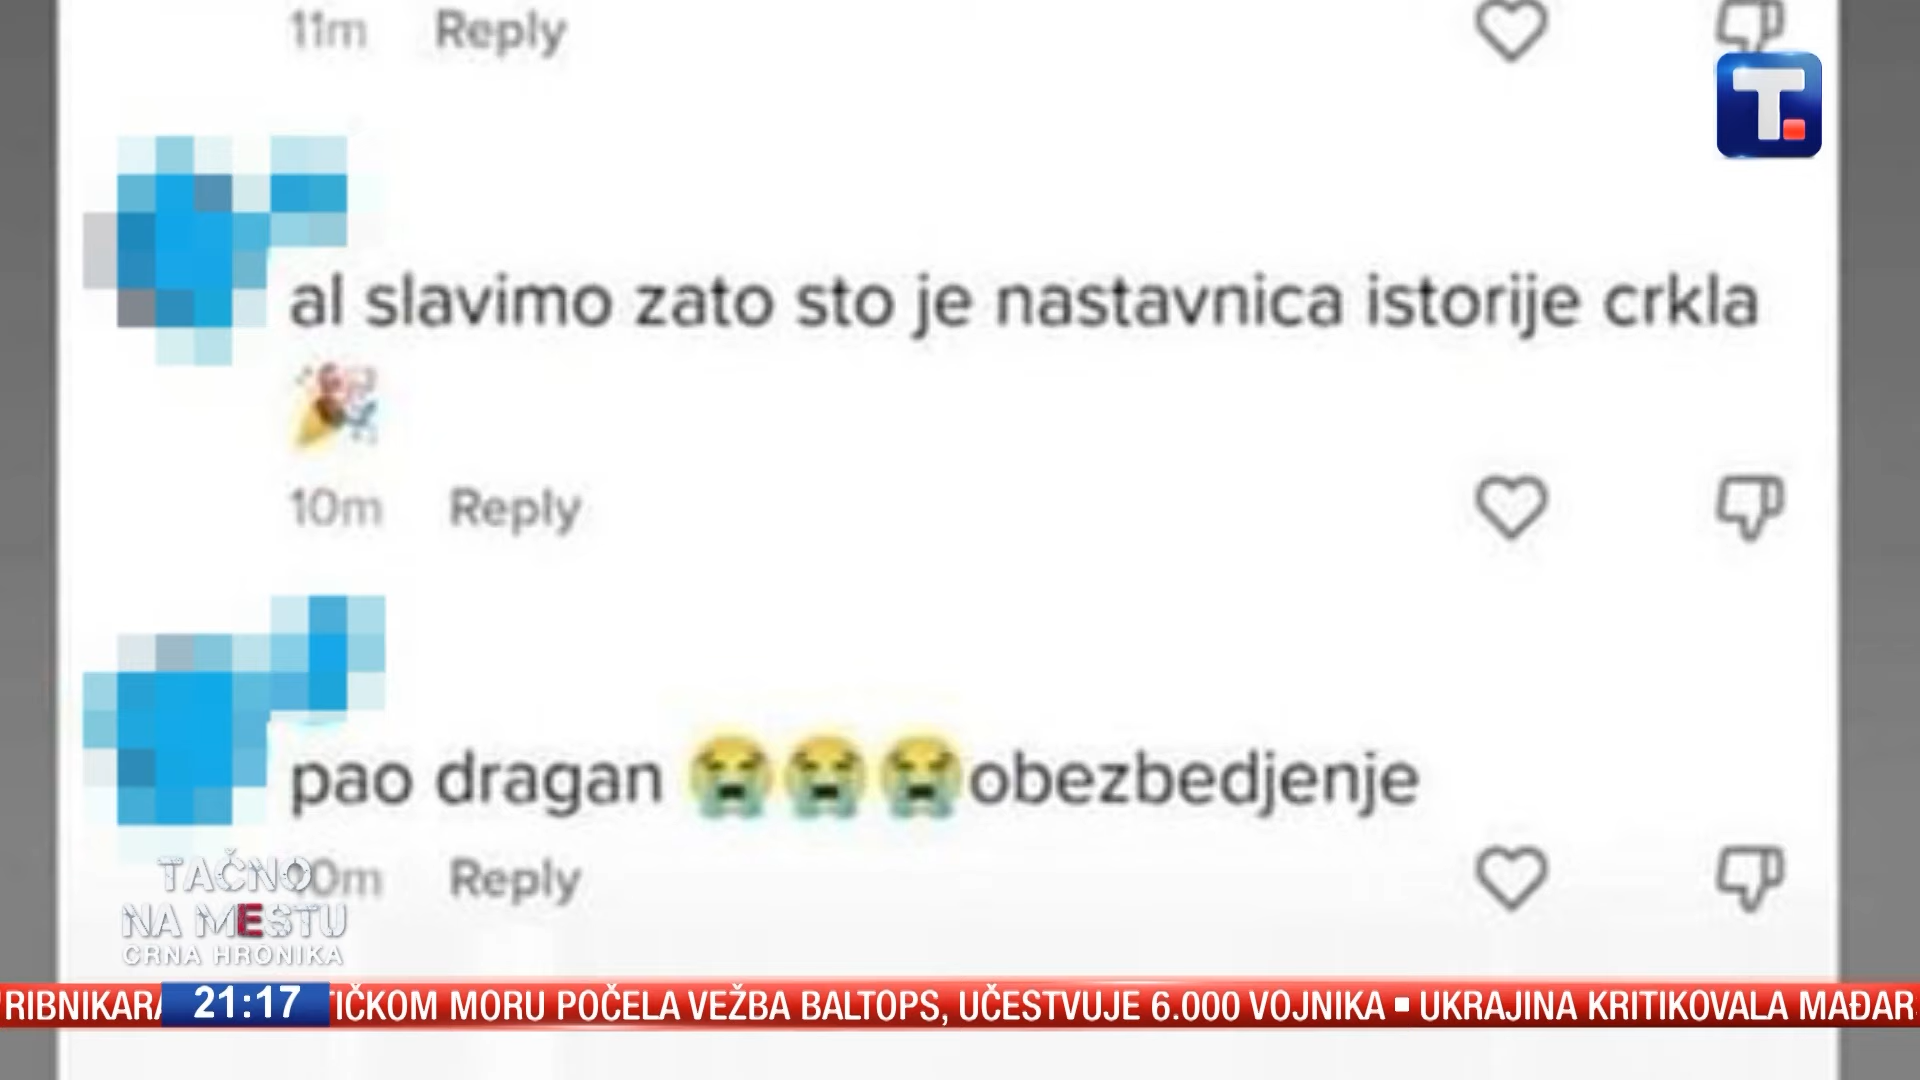 11m Reply
T.
al slavimo zato sto je nastavnica istorije crkla
🎉
10m Reply
pao dragan 😭😭😭obezbedjenje
0m Reply
TAČNO
NA MESTU
CRNA HRONIKA
RIBNIKARA 21:17 TIČKOM MORU POČELA VEŽBA BALTOPS, UČESTVUJE 6.000 VOJNIKA ▪ UKRAJINA KRITIKOVALA MAĐAR